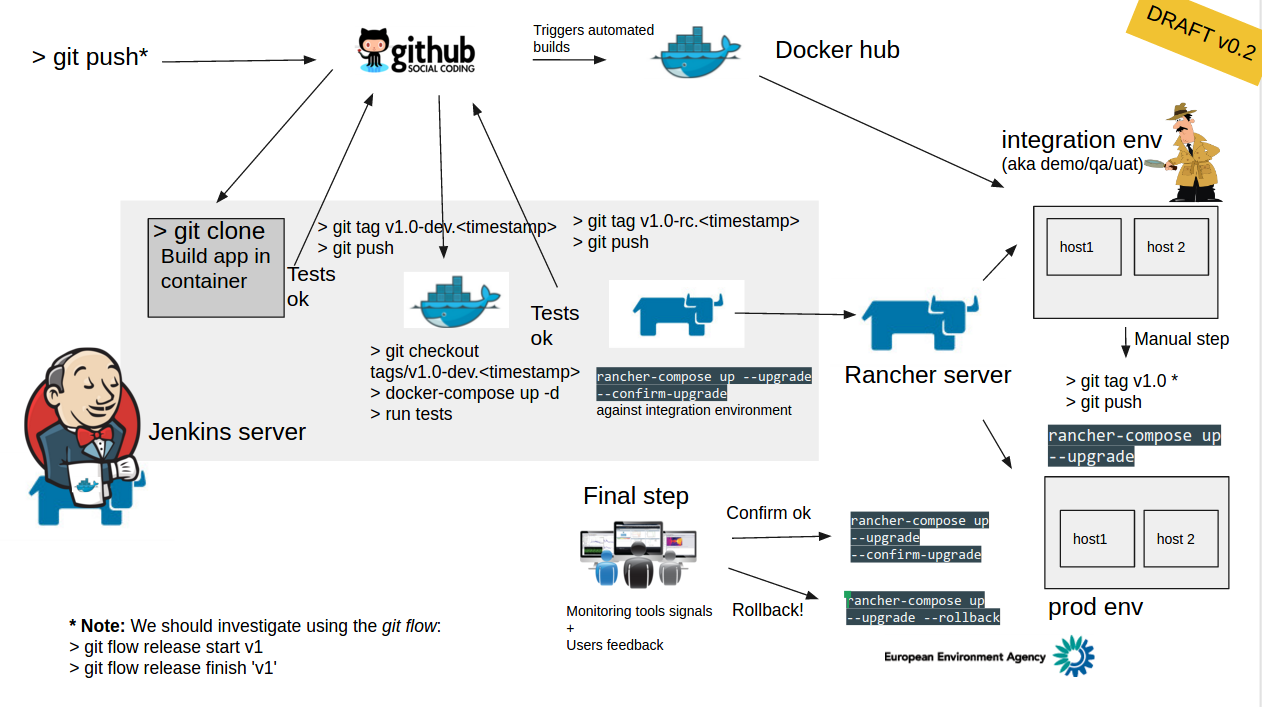 > git push*
github
SOCIAL CODING
Triggers automated
builds
Docker hub
DRAFT v0.2
integration env
(aka demo/qa/uat)
host1
host 2
> git clone
Build app in
container
Tests
ok
> git tag v1.0-dev.<timestamp>
> git push
> git checkout
tags/v1.0-dev.<timestamp>
> docker-compose up -d
> run tests
Tests
ok
> git tag v1.0-rc.<timestamp>
> git push
rancher-compose up --upgrade
--confirm-upgrade
against integration environment
Jenkins server
Rancher server
Manual step
> git tag v1.0 *
> git push
rancher-compose up
--upgrade
host1
host 2
prod env
Final step
Monitoring tools signals
+
Users feedback
Confirm ok
rancher-compose up
--upgrade
--confirm-upgrade
Rollback!
rancher-compose up
--upgrade --rollback
* Note: We should investigate using the git flow:
> git flow release start v1
> git flow release finish 'v1'
European Environment Agency